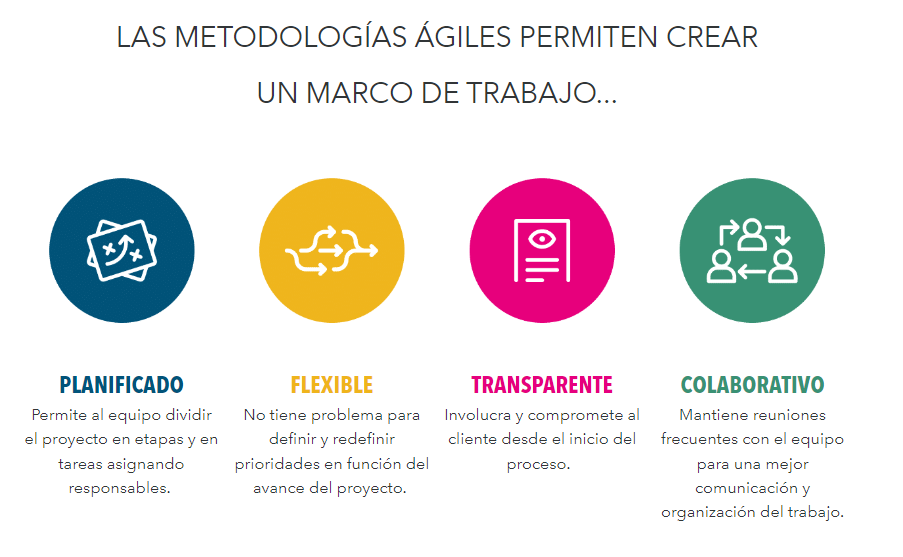 LAS METODOLOGÍAS ÁGILES PERMITEN CREAR
UN MARCO DE TRABAJO...
PLANIFICADO
Permite al equipo dividir
el proyecto en etapas y en
tareas asignando
responsables.
FLEXIBLE
No tiene problema para
definir y redefinir
prioridades en función del
avance del proyecto.
TRANSPARENTE
Involucra y compromete al
cliente desde el inicio del
proceso.
COLABORATIVO
Mantiene reuniones
frecuentes con el equipo
para una mejor
comunicación y
organización del trabajo.